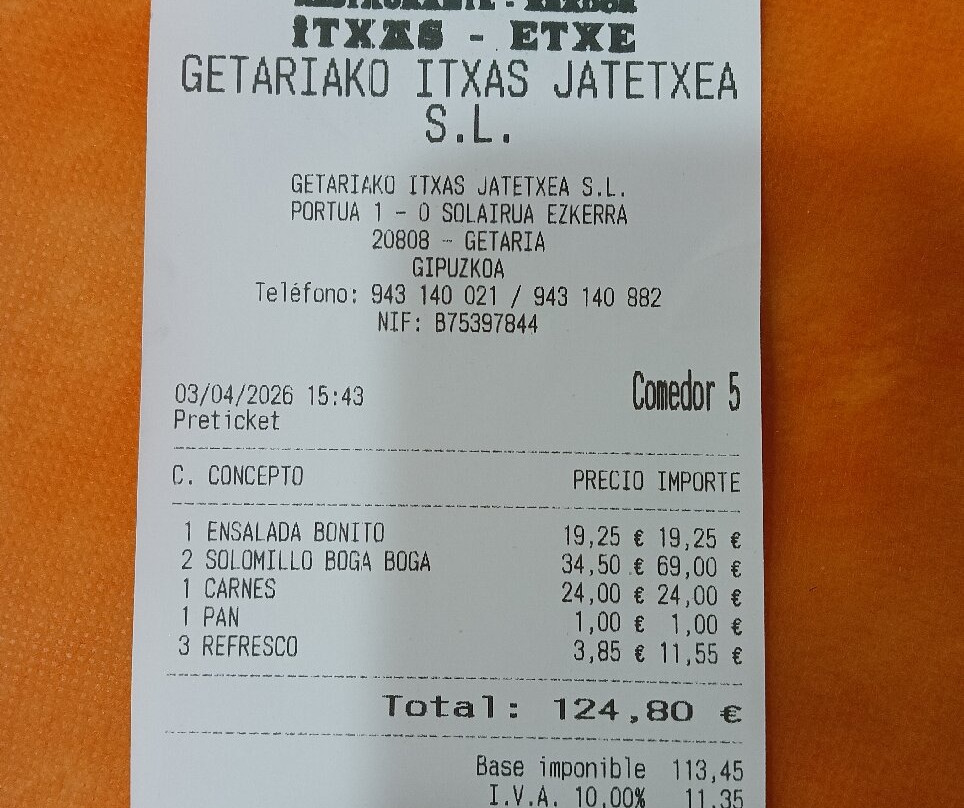 RESTAURANTE - TABERNA
ITXAS - ETXE
GETARIAKO ITXAS JATETXEA
S.L.
GETARIAKO ITXAS JATETXEA S.L.
PORTUA 1 - 0 SOLAIRUA EZKERRA
20808 - GETARIA
GIPUZKOA
Teléfono: 943 140 021 / 943 140 882
NIF: B75397844
03/04/2026 15:43 Comedor 5
Preticket
C. CONCEPTO PRECIO IMPORTE
1 ENSALADA BONITO 19,25 € 19,25 €
2 SOLOMILLO BOGA BOGA 34,50 € 69,00 €
1 CARNES 24,00 € 24,00 €
1 PAN 1,00 € 1,00 €
3 REFRESCO 3,85 € 11,55 €
Total: 124,80 €
Base imponible 113,45
I.V.A. 10,00% 11,35